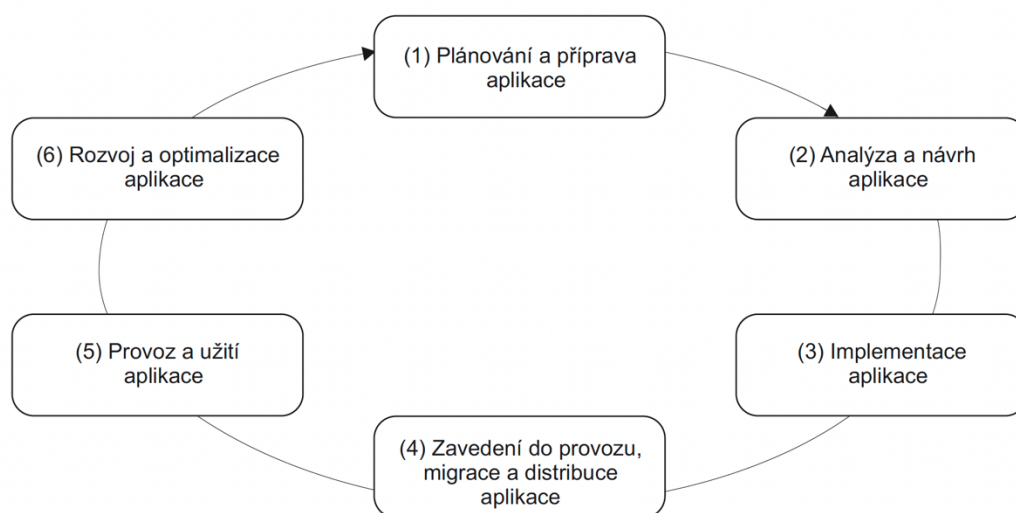 (1) Plánování a příprava
aplikace
(2) Analýza a návrh
aplikace
(3) Implementace
aplikace
(4) Zavedení do provozu,
migrace a distribuce
aplikace
(5) Provoz a užití
aplikace
(6) Rozvoj a optimalizace
aplikace